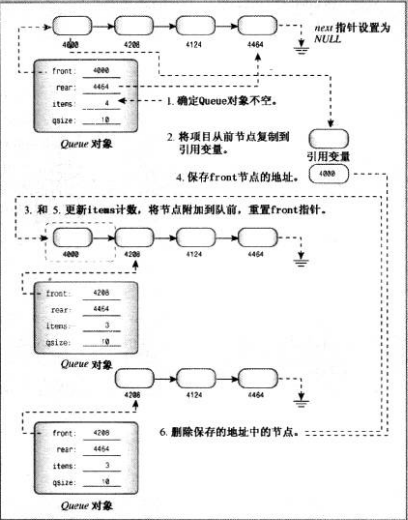 next 指针设置为
NULL
4000 4208 4124 4464
front: 4000
rear: 4464
items: 4
qsize: 10
Queue 对象
1. 确定Queue对象不空。
2. 将项目从前节点复制到
引用变量。
引用变量
4. 保存front节点的地址。
4000
3. 和 5. 更新items计数，将节点附加到队前，重置front指针。
4000 4208 4124 4464
front: 4208
rear: 4464
items: 3
qsize: 10
Queue 对象
4208 4124 4464
front: 4208
rear: 4464
items: 3
qsize: 10
Queue 对象
6. 删除保存的地址中的节点。